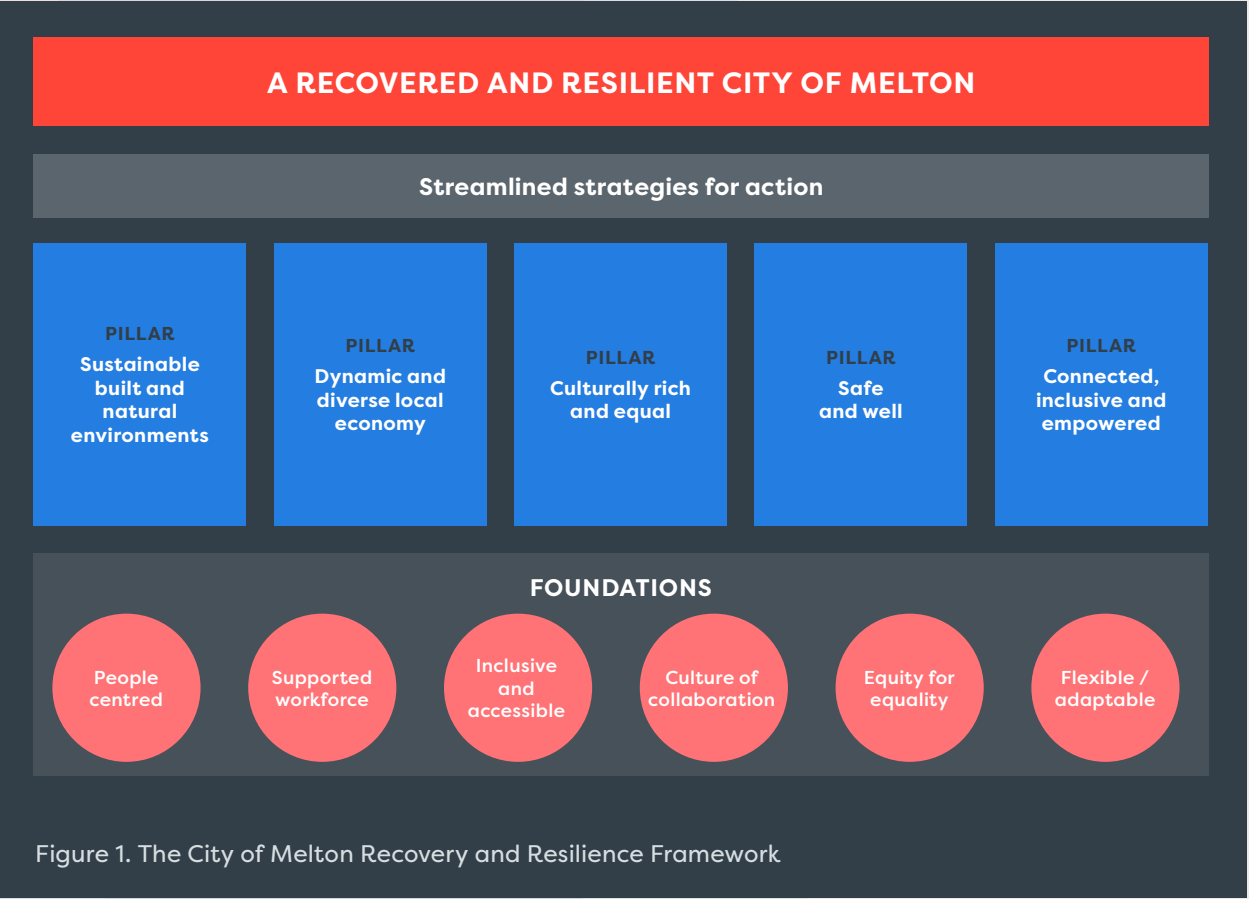 A RECOVERED AND RESILIENT CITY OF MELTON
Streamlined strategies for action
PILLAR
Sustainable
built and
natural
environments
PILLAR
Dynamic and
diverse local
economy
PILLAR
Culturally rich
and equal
PILLAR
Safe
and well
PILLAR
Connected,
inclusive and
empowered
FOUNDATIONS
People
centred
Supported
workforce
Inclusive
and
accessible
Culture of
collaboration
Equity for
equality
Flexible /
adaptable
Figure 1. The City of Melton Recovery and Resilience Framework